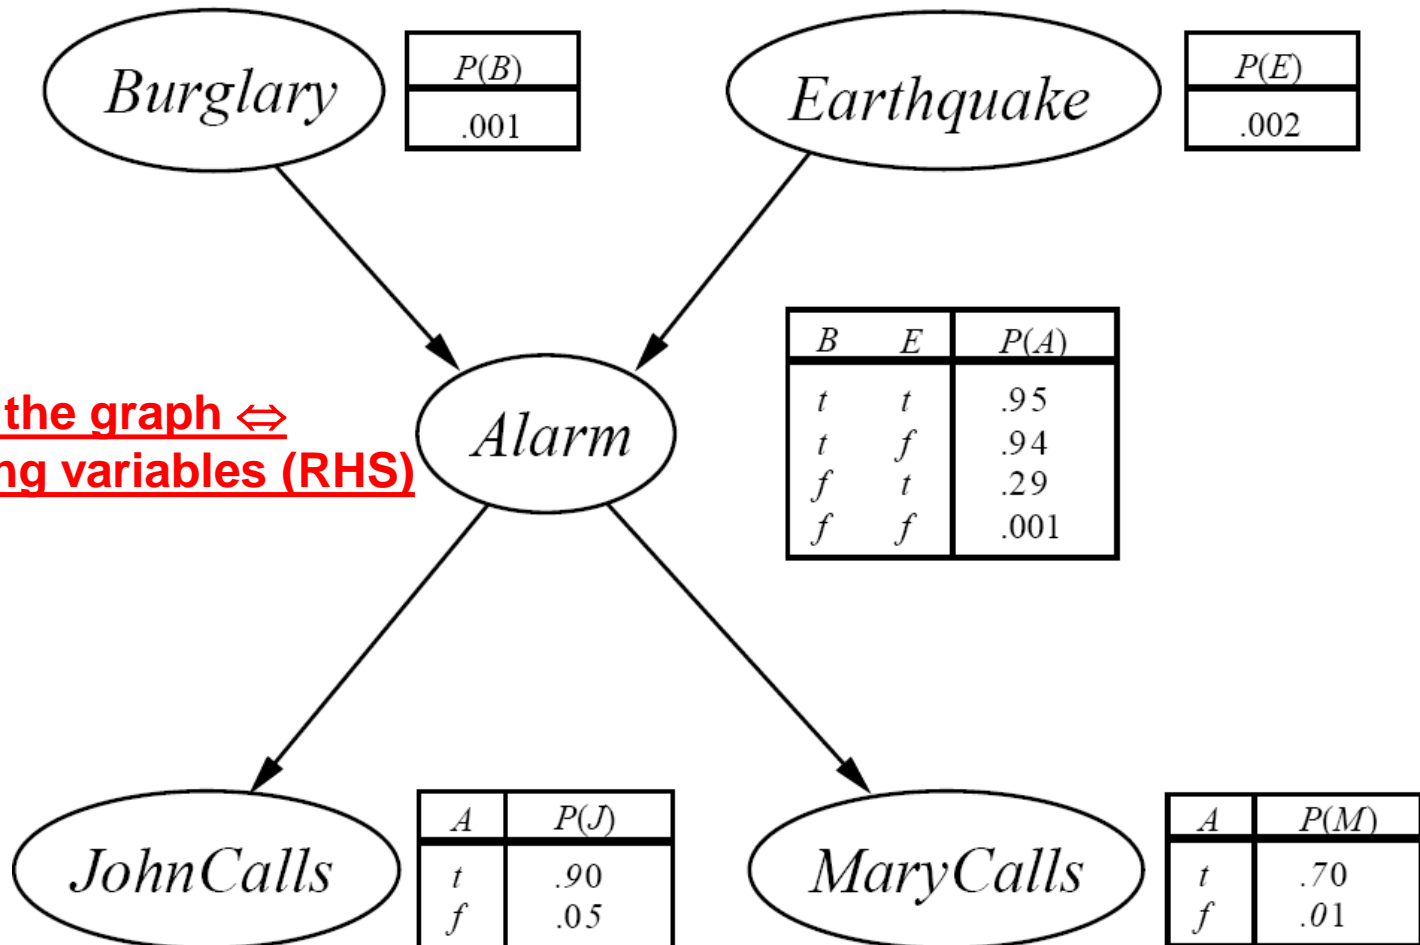 Burglary
P(B)
.001
Earthquake
P(E)
.002
B E P(A)
t t .95
t f .94
f t .29
f f .001
the graph ⇔
ng variables (RHS)
Alarm
JohnCalls
A P(J)
t .90
f .05
MaryCalls
A P(M)
t .70
f .01